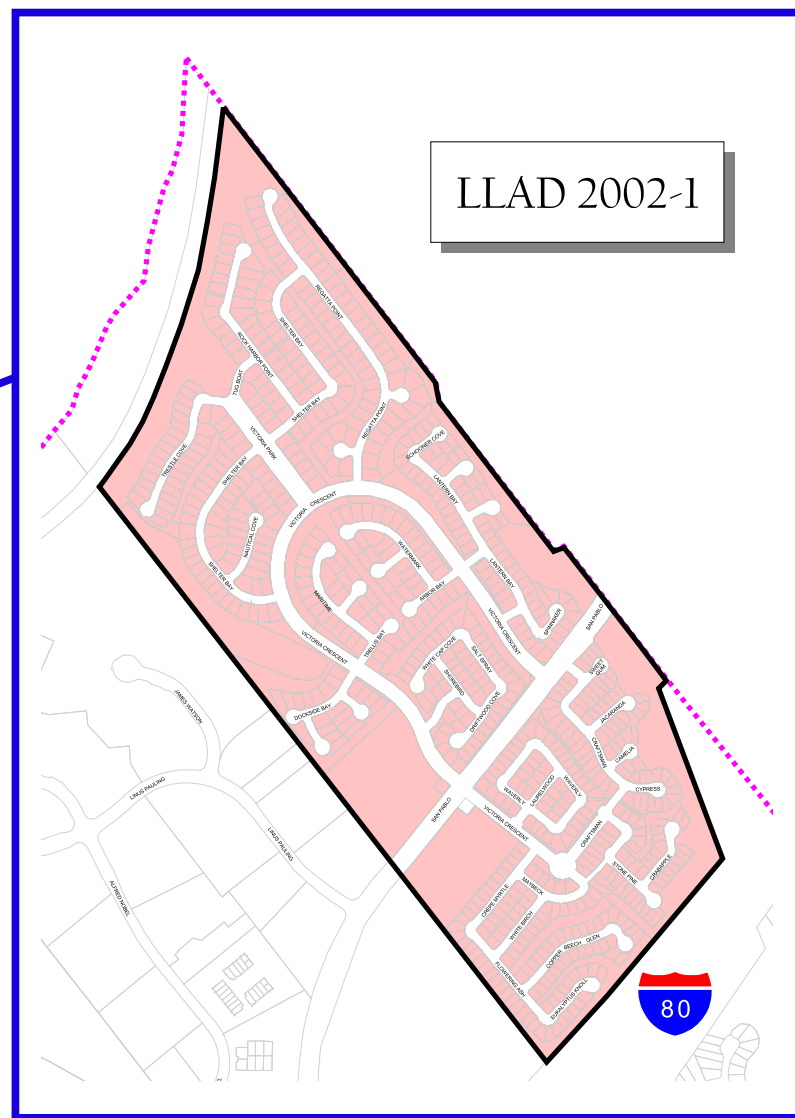 LLAD 2002-1
REGATTA POINT
SHELTER BAY
ROCK HARBOR POINT
TUG BOAT
SHELTER BAY
REGATTA POINT
VICTORIA PARK
TRESTLE COVE
SHELTER BAY
SCHOONER COVE
LANTERN BAY
VICTORIA CRESCENT
NAUTICAL COVE
WATERMARK
SHELTER BAY
LANTERN BAY
ARBOR BAY
MARITIME
SPINNAKER
SAN PABLO
VICTORIA CRESCENT
TRELLIS BAY
VICTORIA CRESCENT
WHITE CAP COVE
SALT SPRAY
SHOREBIRD
SWEET
GUM
DRIFTWOOD COVE
DOCKSIDE BAY
JACARANDA
JAMES WATSON
CRAFTSMAN
CAMELIA
LINUS PAULING
WAVERLY
LAURELWOOD
WAVERLY
CYPRESS
SAN PABLO
VICTORIA CRESCENT
CRAFTSMAN
LINUS PAULING
STONE PINE
CRABAPPLE
MAYBECK
ALFRED NOBEL
CREPE MYRTLE
WHITE BIRCH
COPPER BEECH GLEN
FLOWERING ASH
EUKALYPTUS KNOLL
80